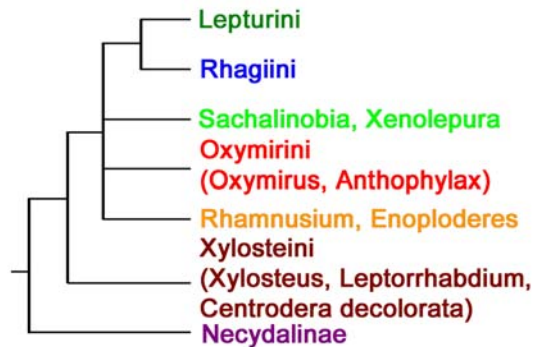 Lepturini
Rhagiini
Sachalinobia, Xenolepura
Oxymirini
(Oxymirus, Anthophylax)
Rhamnusium, Enoploderes
Xylosteini
(Xylosteus, Leptorrhabdium,
Centrodera decolorata)
Necydalinae